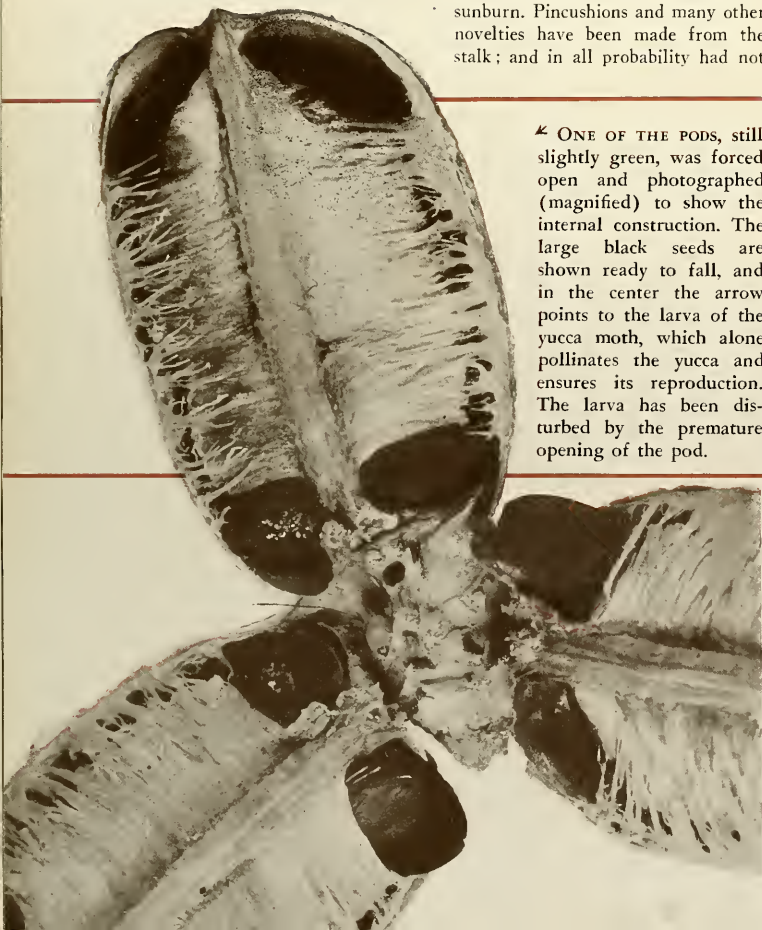 sunburn. Pincushions and many other
novelties have been made from the
stalk; and in all probability had not
ONE OF THE PODS, still
slightly green, was forced
open and photographed
(magnified) to show the
internal construction. The
large black seeds are
shown ready to fall, and
in the center the arrow
points to the larva of the
yucca moth, which alone
pollinates the yucca and
ensures its reproduction.
The larva has been dis-
turbed by the premature
opening of the pod.